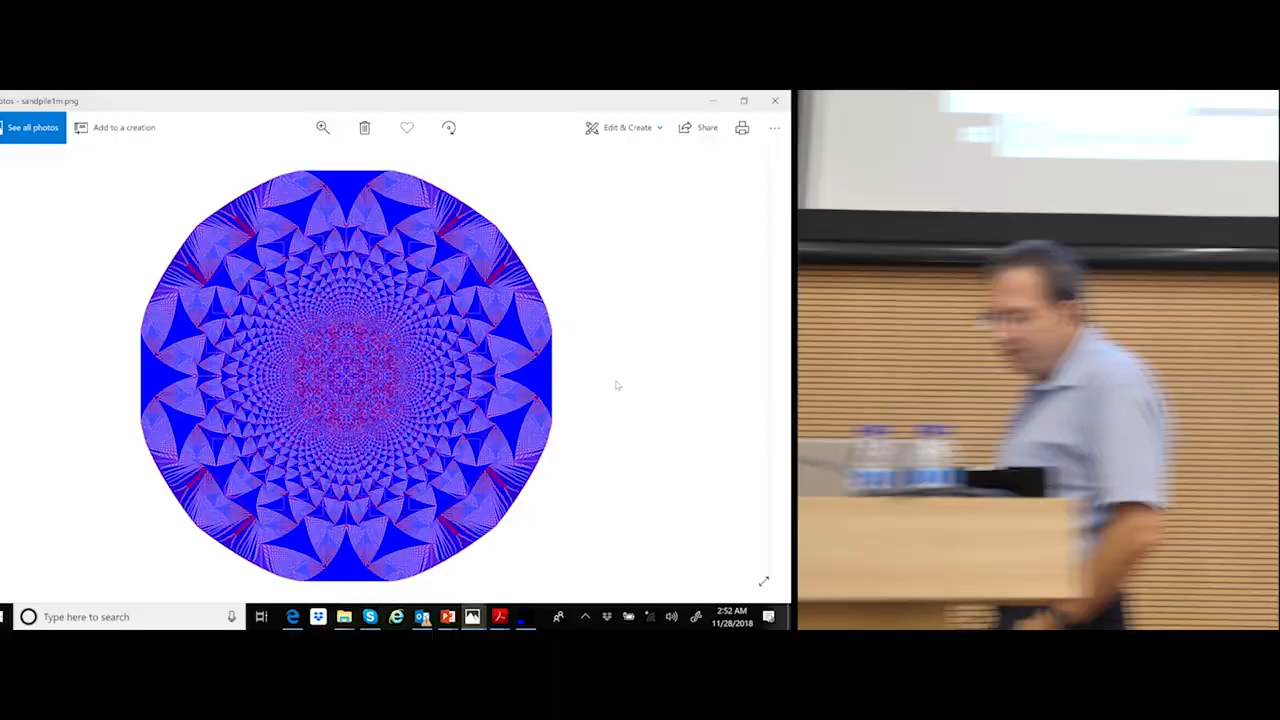 otos - sandpile1m.png
See all photos
Add to a creation
Edit & Create
Share
Type here to search
2:52 AM
11/28/2018